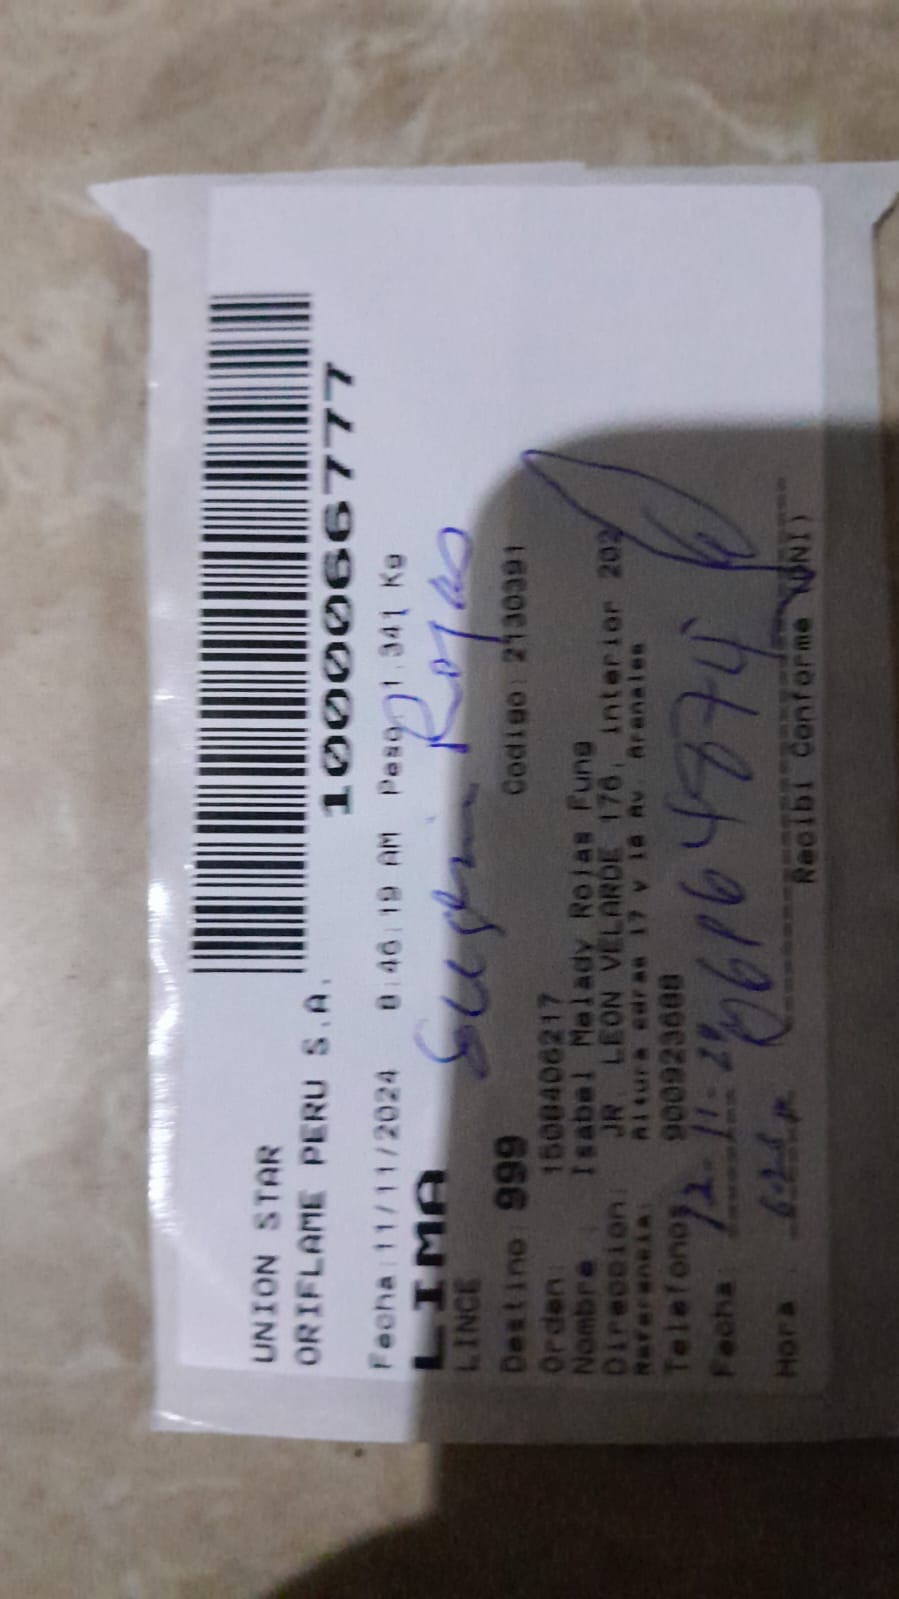 UNION STAR
ORIFLAME PERU S.A.
1000066777
Fecha:11/11/2024 8:46:19 AM Peso:1.341 Kg
LIMA
LINCE
Rojas
Destino: 999 Codigo: 2130391
Orden: 1508406217
Nombre : Isabel Melady Rojas Fung
Direccion: JR. LEON VELARDE 176, interior 202
Referencia: Altura cdras 17 y 18 Av. Arenales
Telefono: 900923688
Fecha: 12-11-24
Hora :
Recibi Conforme (DNI)